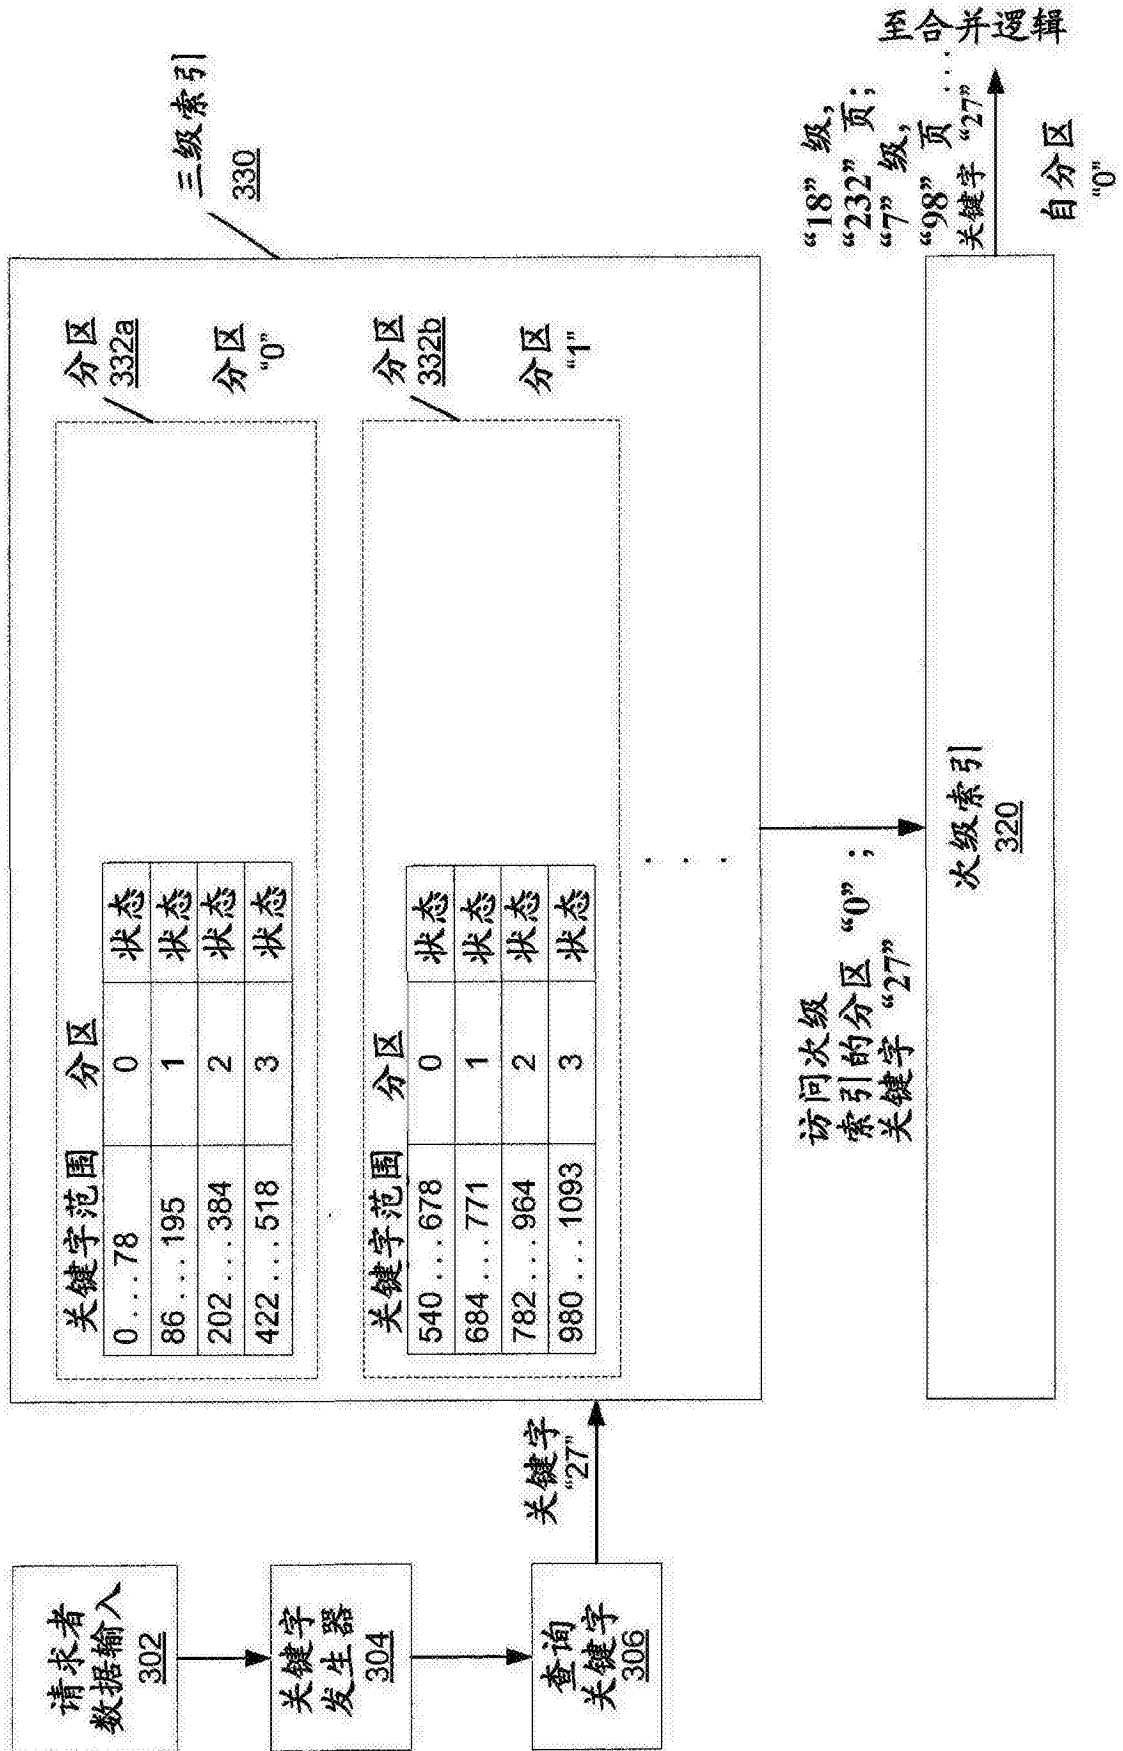 请求者
数据输入
302
关键字
发生器
304
查询
关键字
306
关键字
“27”
三级索引
330
关键字范围 分区
0...78 0 状态
86...195 1 状态
202...384 2 状态
422...518 3 状态
分区
332a
分区
“0”
关键字范围 分区
540...678 0 状态
684...771 1 状态
782...964 2 状态
980...1093 3 状态
分区
332b
分区
“1”
. . .
访问次级
索引的分区 “0” ;
关键字 “27”
次级索引
320
“18” 级,
“232” 页;
“7” 级,
“98” 页 ...
关键字 “27”
自分区
“0”
至合并逻辑